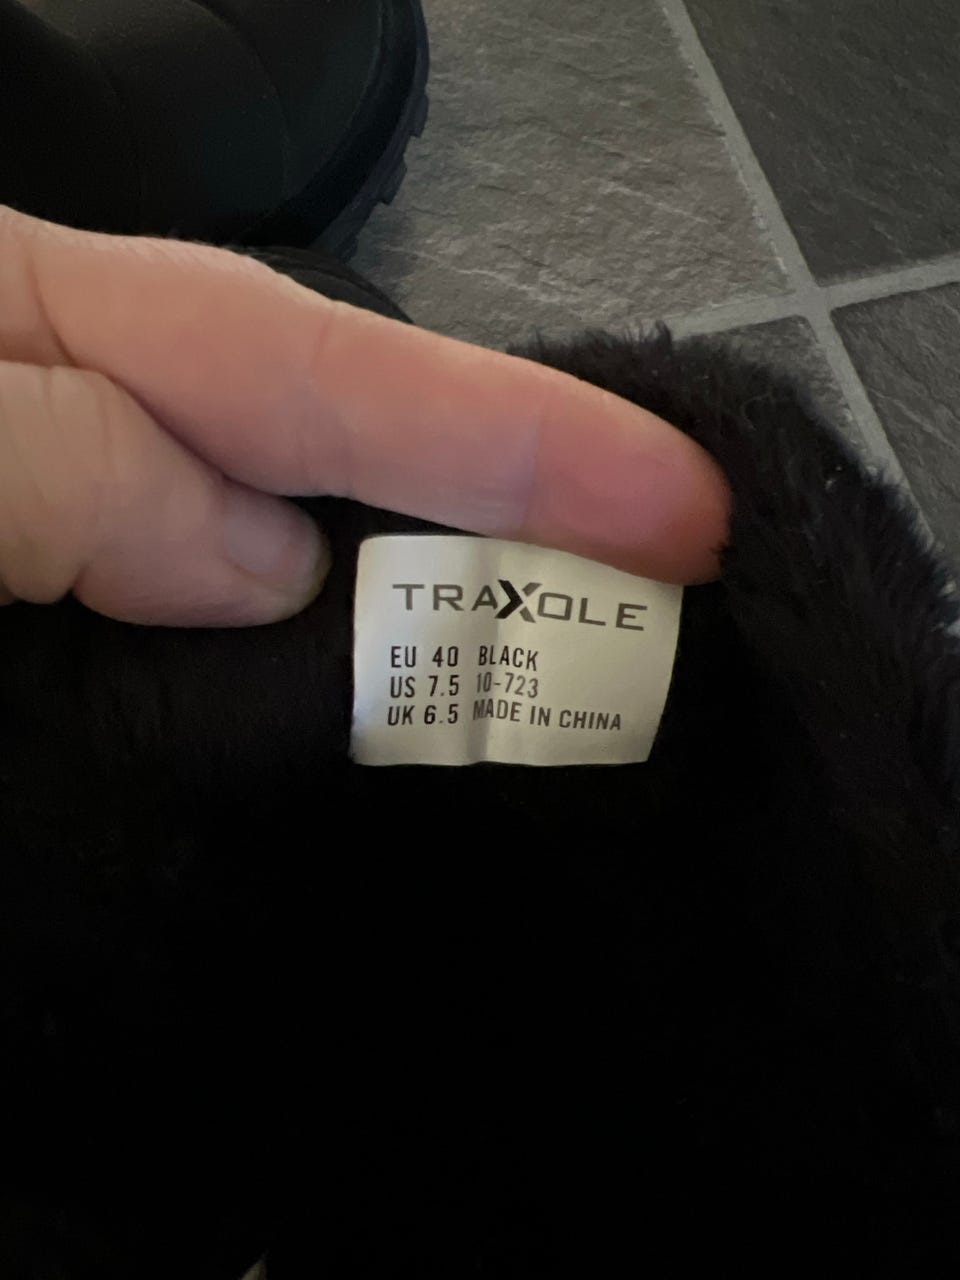 TRAXOLE
EU 40 BLACK
US 7.5 10-723
UK 6.5 MADE IN CHINA